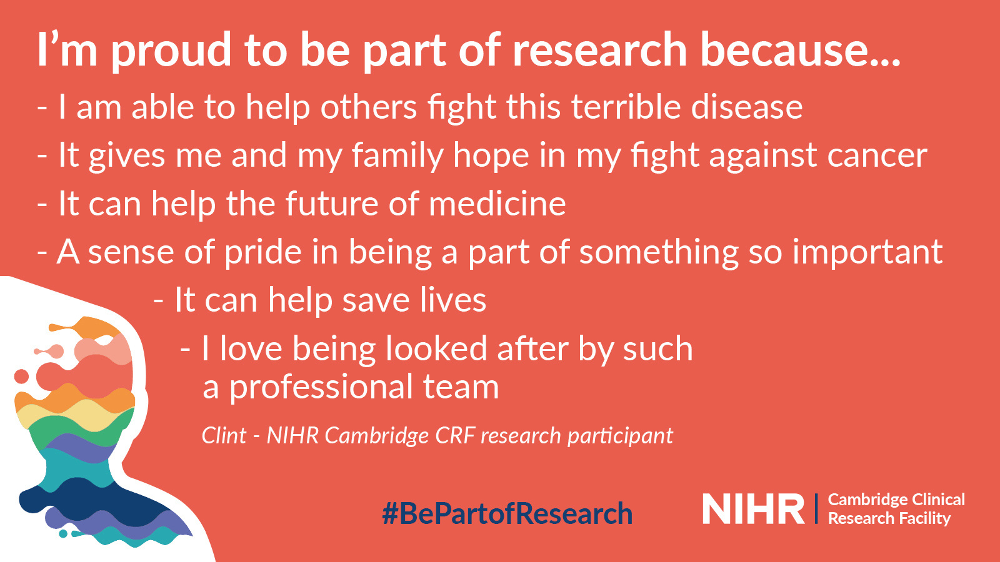 I’m proud to be part of research because...
- I am able to help others fight this terrible disease
- It gives me and my family hope in my fight against cancer
- It can help the future of medicine
- A sense of pride in being a part of something so important
- It can help save lives
- I love being looked after by such
a professional team
Clint - NIHR Cambridge CRF research participant
#BePartofResearch
NIHR | Cambridge Clinical
Research Facility